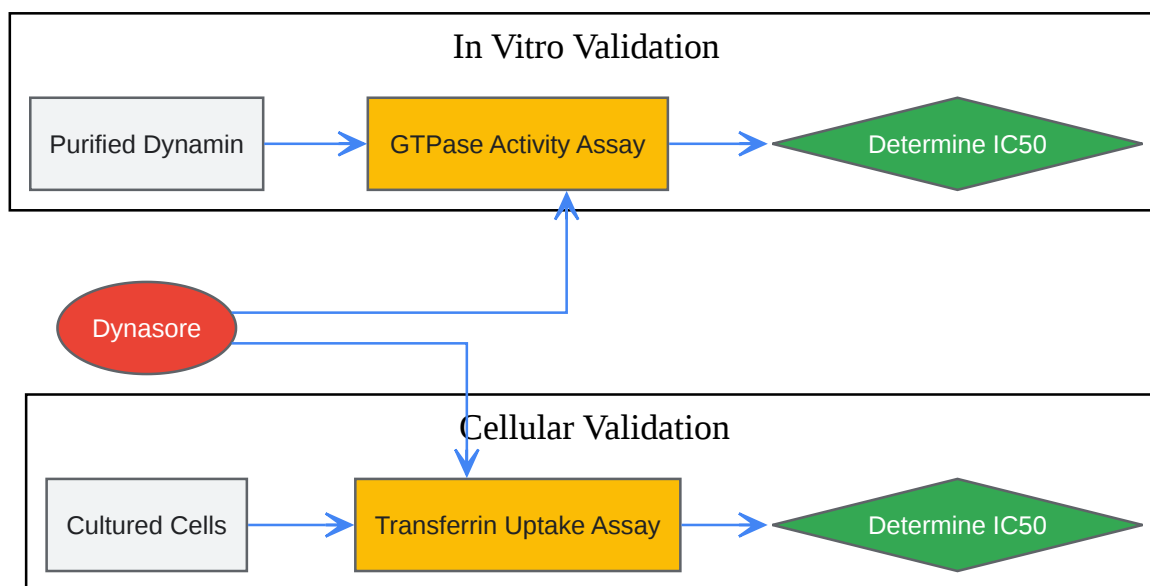 In Vitro Validation
Purified Dynamin
GTPase Activity Assay
Determine IC50
Dynasore
Cellular Validation
Cultured Cells
Transferrin Uptake Assay
Determine IC50